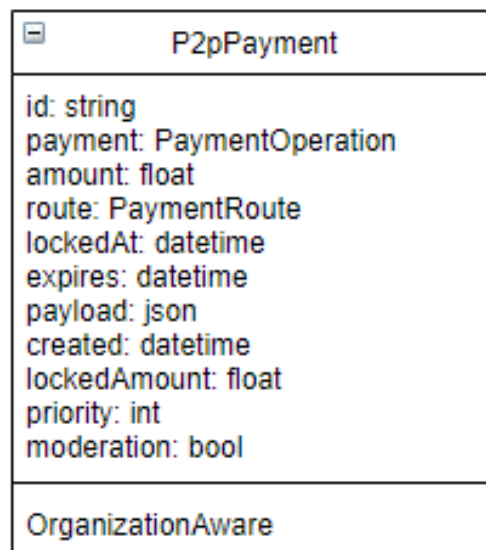 P2pPayment
id: string
payment: PaymentOperation
amount: float
route: PaymentRoute
lockedAt: datetime
expires: datetime
payload: json
created: datetime
lockedAmount: float
priority: int
moderation: bool
OrganizationAware